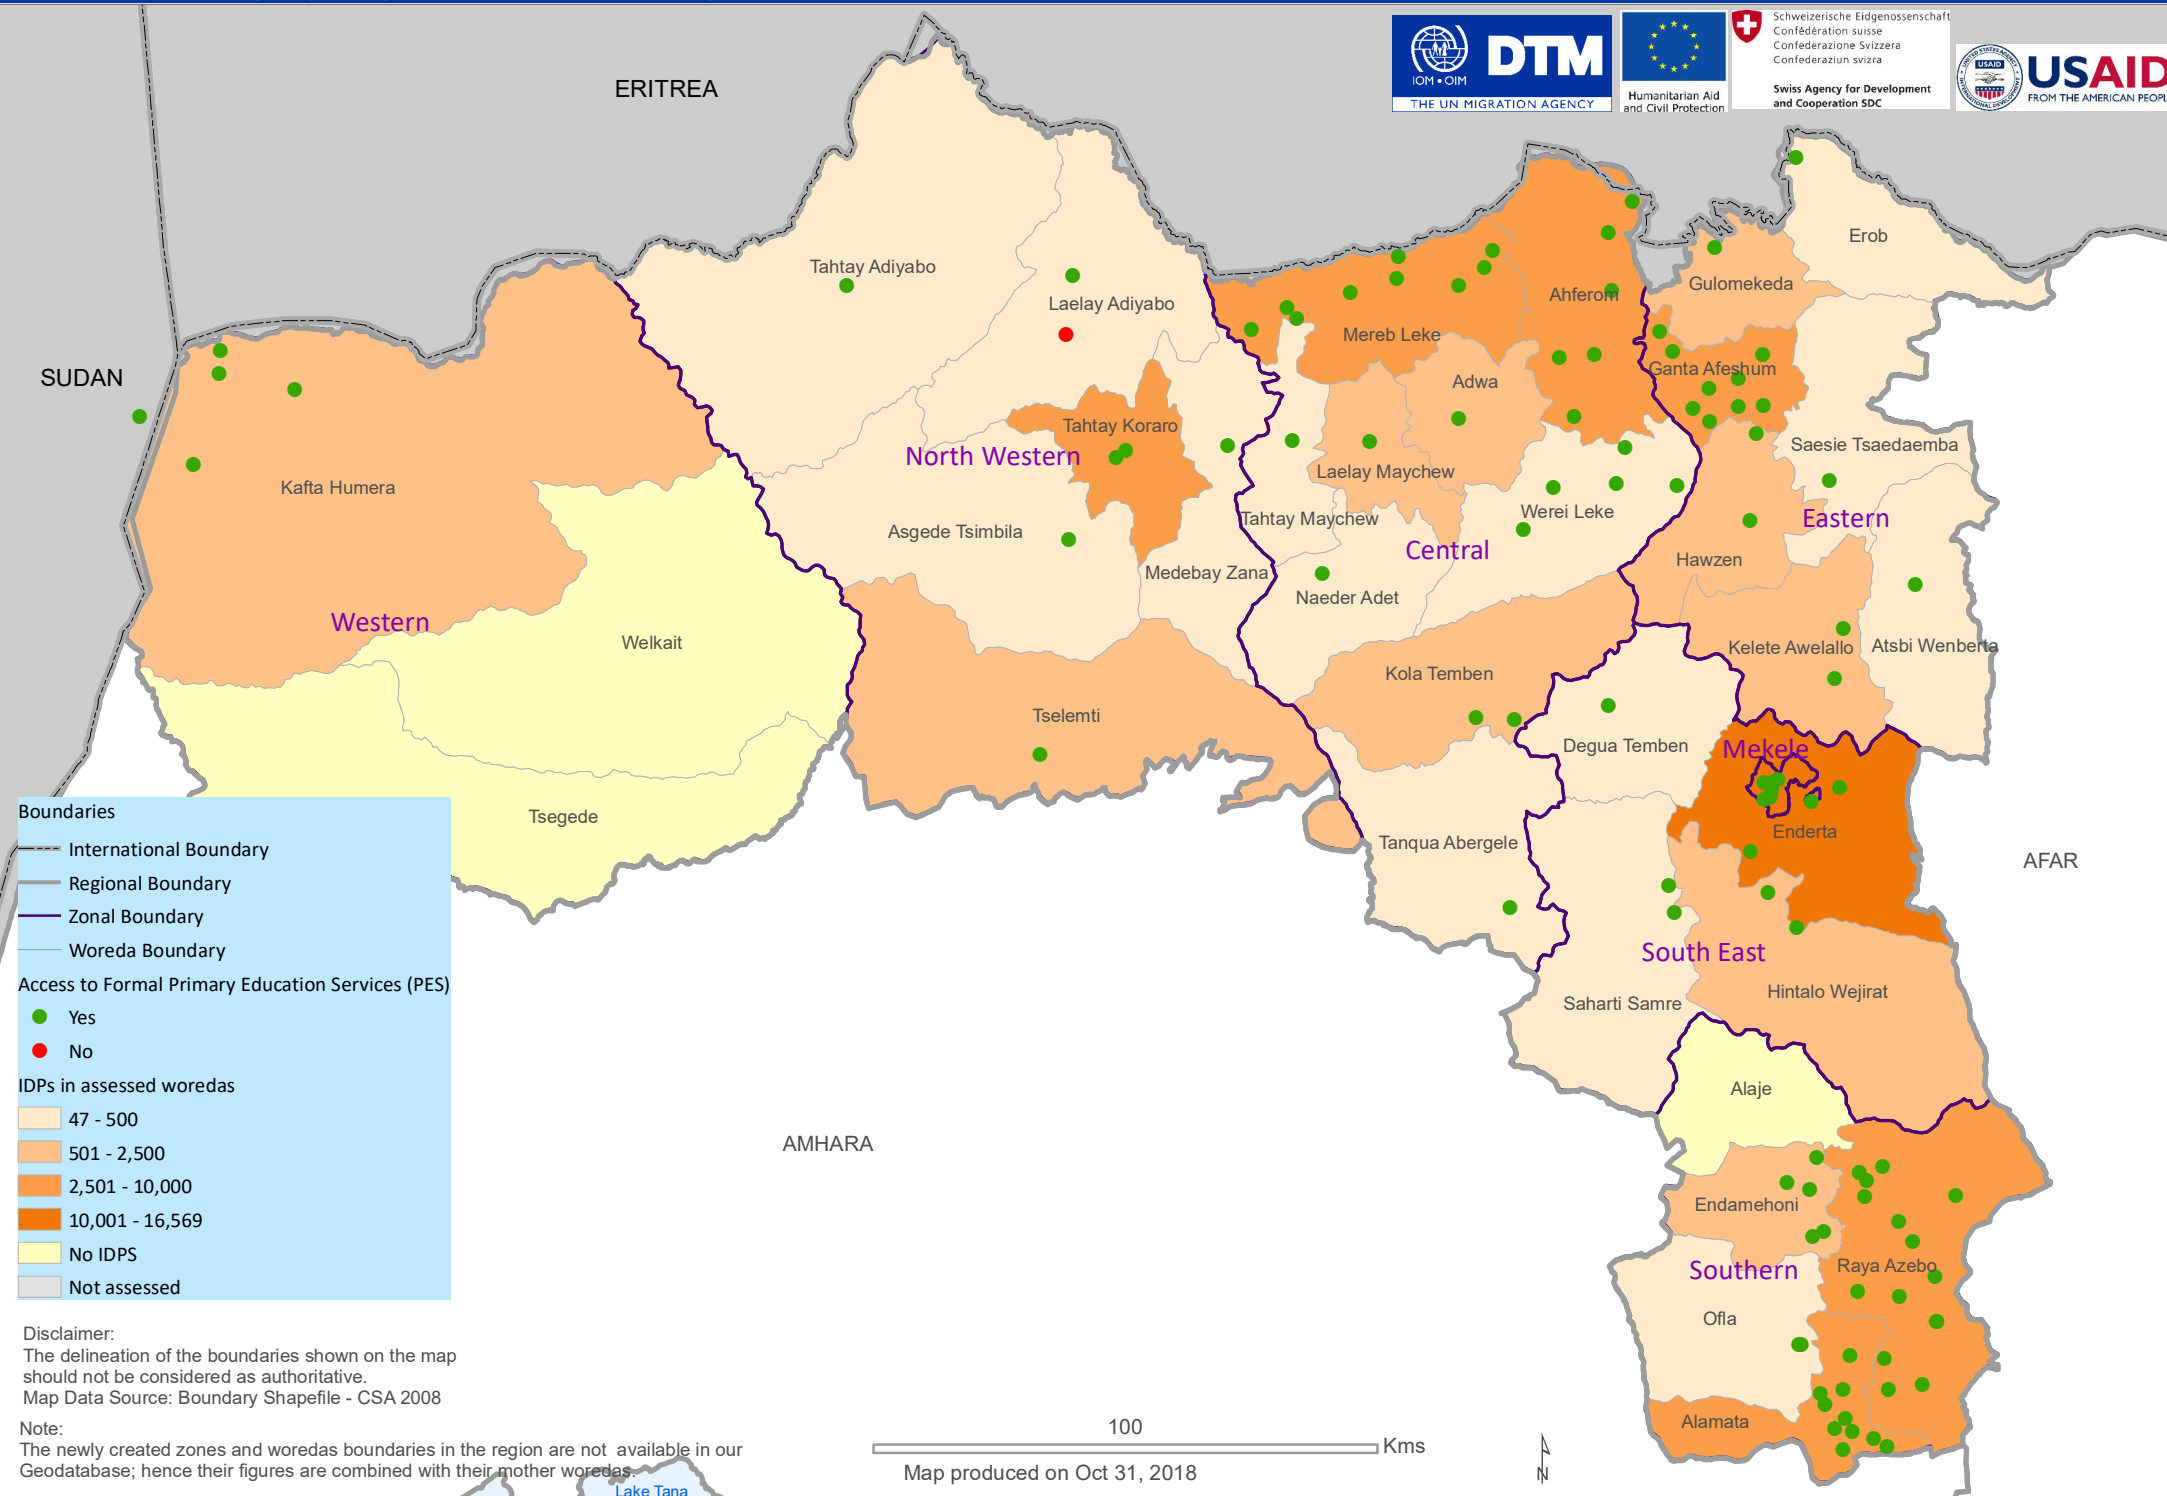 IOM • OIM
DTM
THE UN MIGRATION AGENCY
Humanitarian Aid
and Civil Protection
Schweizerische Eidgenossenschaft
Confédération suisse
Confederazione Svizzera
Confederaziun svizra
Swiss Agency for Development
and Cooperation SDC
USAID
USAID
FROM THE AMERICAN PEOPL
ERITREA
SUDAN
AFAR
AMHARA
Tahtay Adiyabo
Laelay Adiyabo
Erob
Gulomekeda
Ahferom
Mereb Leke
Ganta Afeshum
Adwa
Tahtay Koraro
North Western
Saesie Tsaedaemba
Laelay Maychew
Kafta Humera
Werei Leke
Tahtay Maychew
Eastern
Asgede Tsimbila
Central
Hawzen
Medebay Zana
Naeder Adet
Western
Welkait
Kelete Awelallo
Atsbi Wenberta
Kola Temben
Tselemti
Degua Temben
Mekele
Tsegede
Enderta
Tanqua Abergele
South East
Hintalo Wejirat
Saharti Samre
Alaje
Endamehoni
Raya Azebo
Southern
Ofla
Alamata
Boundaries
International Boundary
Regional Boundary
Zonal Boundary
Woreda Boundary
Access to Formal Primary Education Services (PES)
Yes
No
IDPs in assessed woredas
47 - 500
501 - 2,500
2,501 - 10,000
10,001 - 16,569
No IDPS
Not assessed
Disclaimer:
The delineation of the boundaries shown on the map
should not be considered as authoritative.
Map Data Source: Boundary Shapefile - CSA 2008
Note:
The newly created zones and woredas boundaries in the region are not available in our
Geodatabase; hence their figures are combined with their mother woredas.
Lake Tana
100
Kms
Map produced on Oct 31, 2018
N